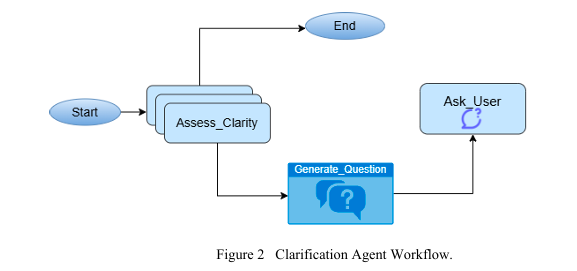 End
Start
Assess_Clarity
Ask_User
Generate_Question
Figure 2 Clarification Agent Workflow.